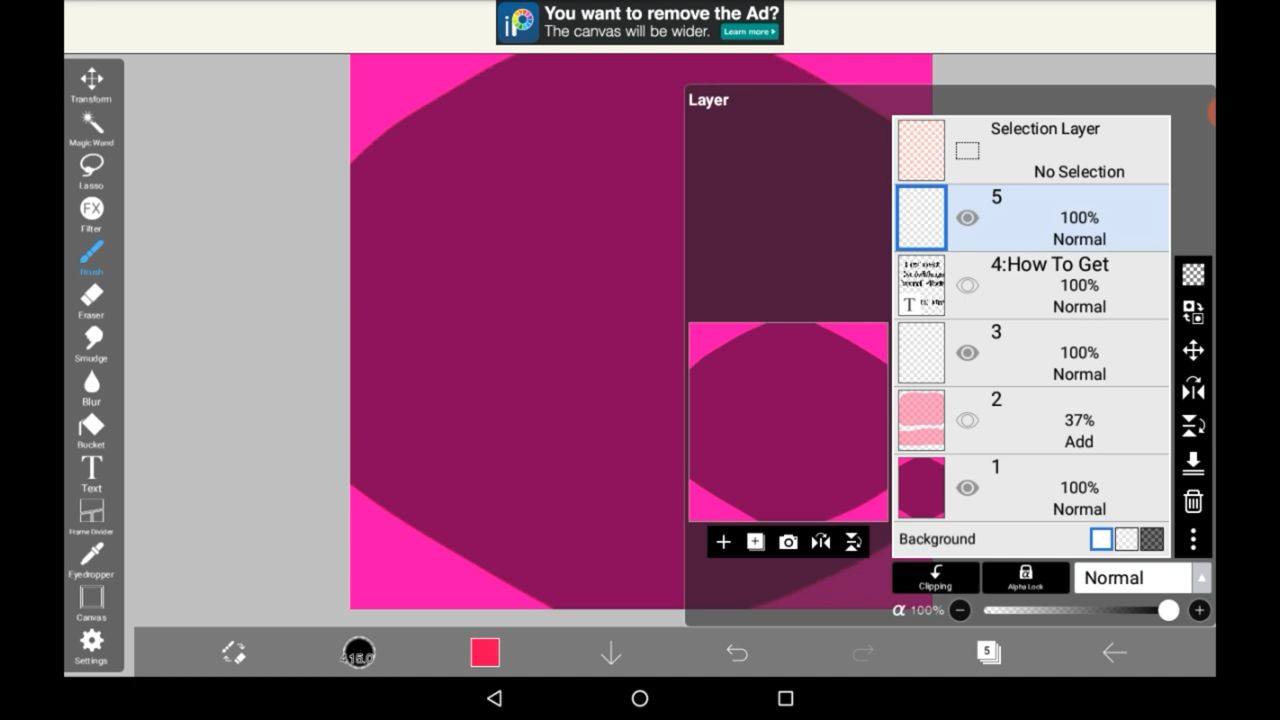 You want to remove the Ad?
The canvas will be wider.
Learn more
Transform
Magic Wand
Lasso
FX
Filter
Brush
Eraser
Smudge
Blur
Bucket
T
Text
Frame Divider
Eyedropper
Canvas
Settings
Layer
Selection Layer
No Selection
5
100%
Normal
4:How To Get
100%
Normal
T
3
100%
Normal
2
37%
Add
1
100%
Normal
Background
Clipping
Alpha Lock
Normal
α 100%
415.0
5